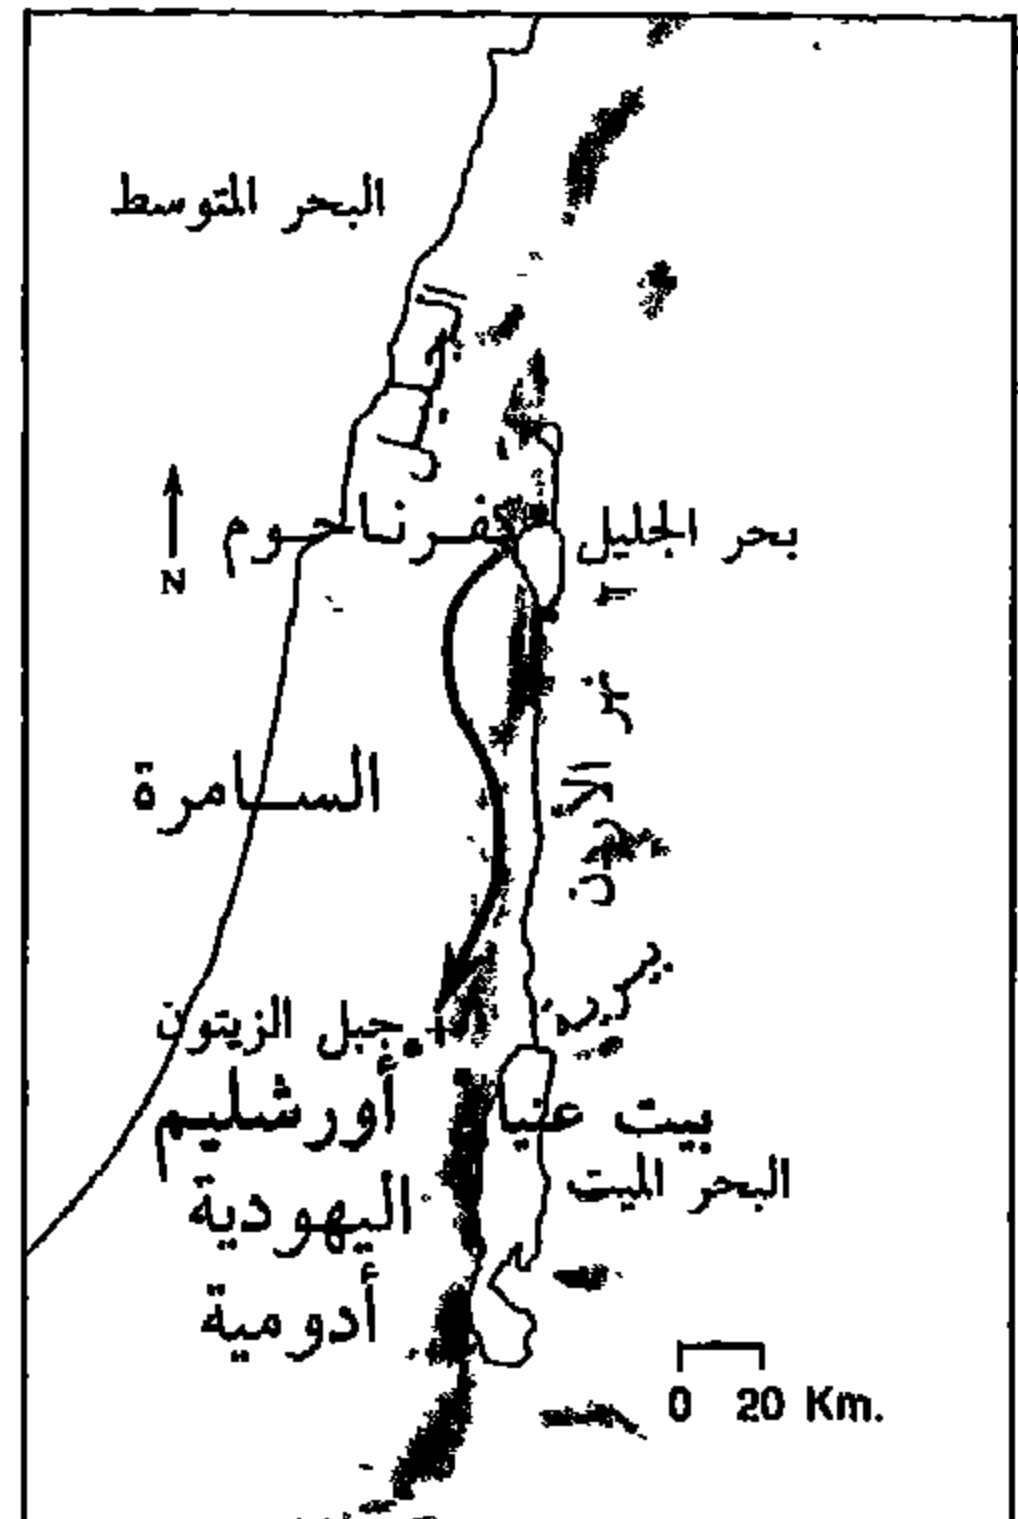 البحر المتوسط
الجليل
كفرناحوم
بحر الجليل
N
السامرة
نهر الأردن
بيرية
جبل الزيتون
أورشليم
بيت عنيا
البحر الميت
اليهودية
أدومية
0 20 Km.